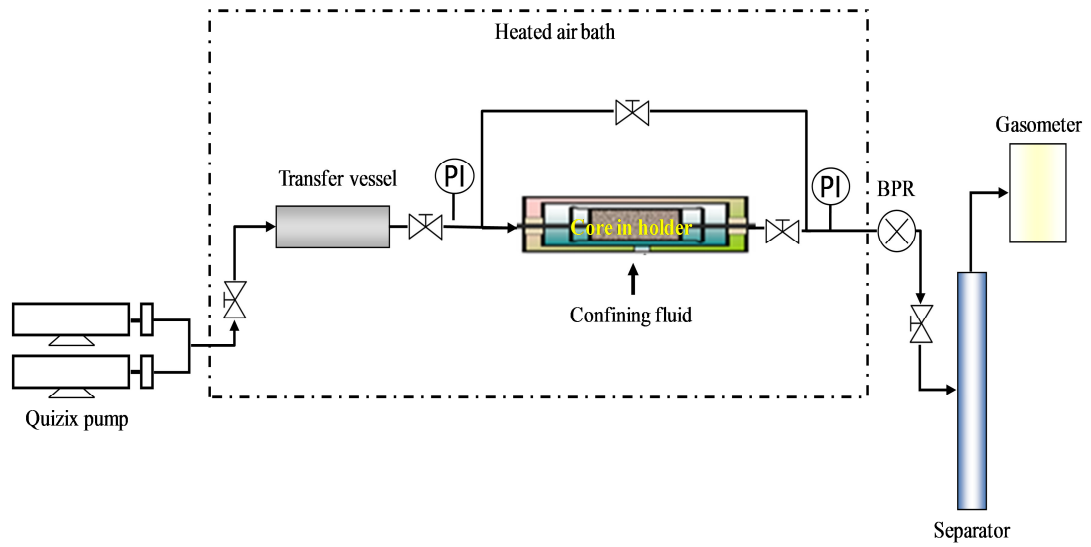 Heated air bath
Gasometer
Transfer vessel
PI
PI
BPR
Core in holder
Confining fluid
Quizix pump
Separator